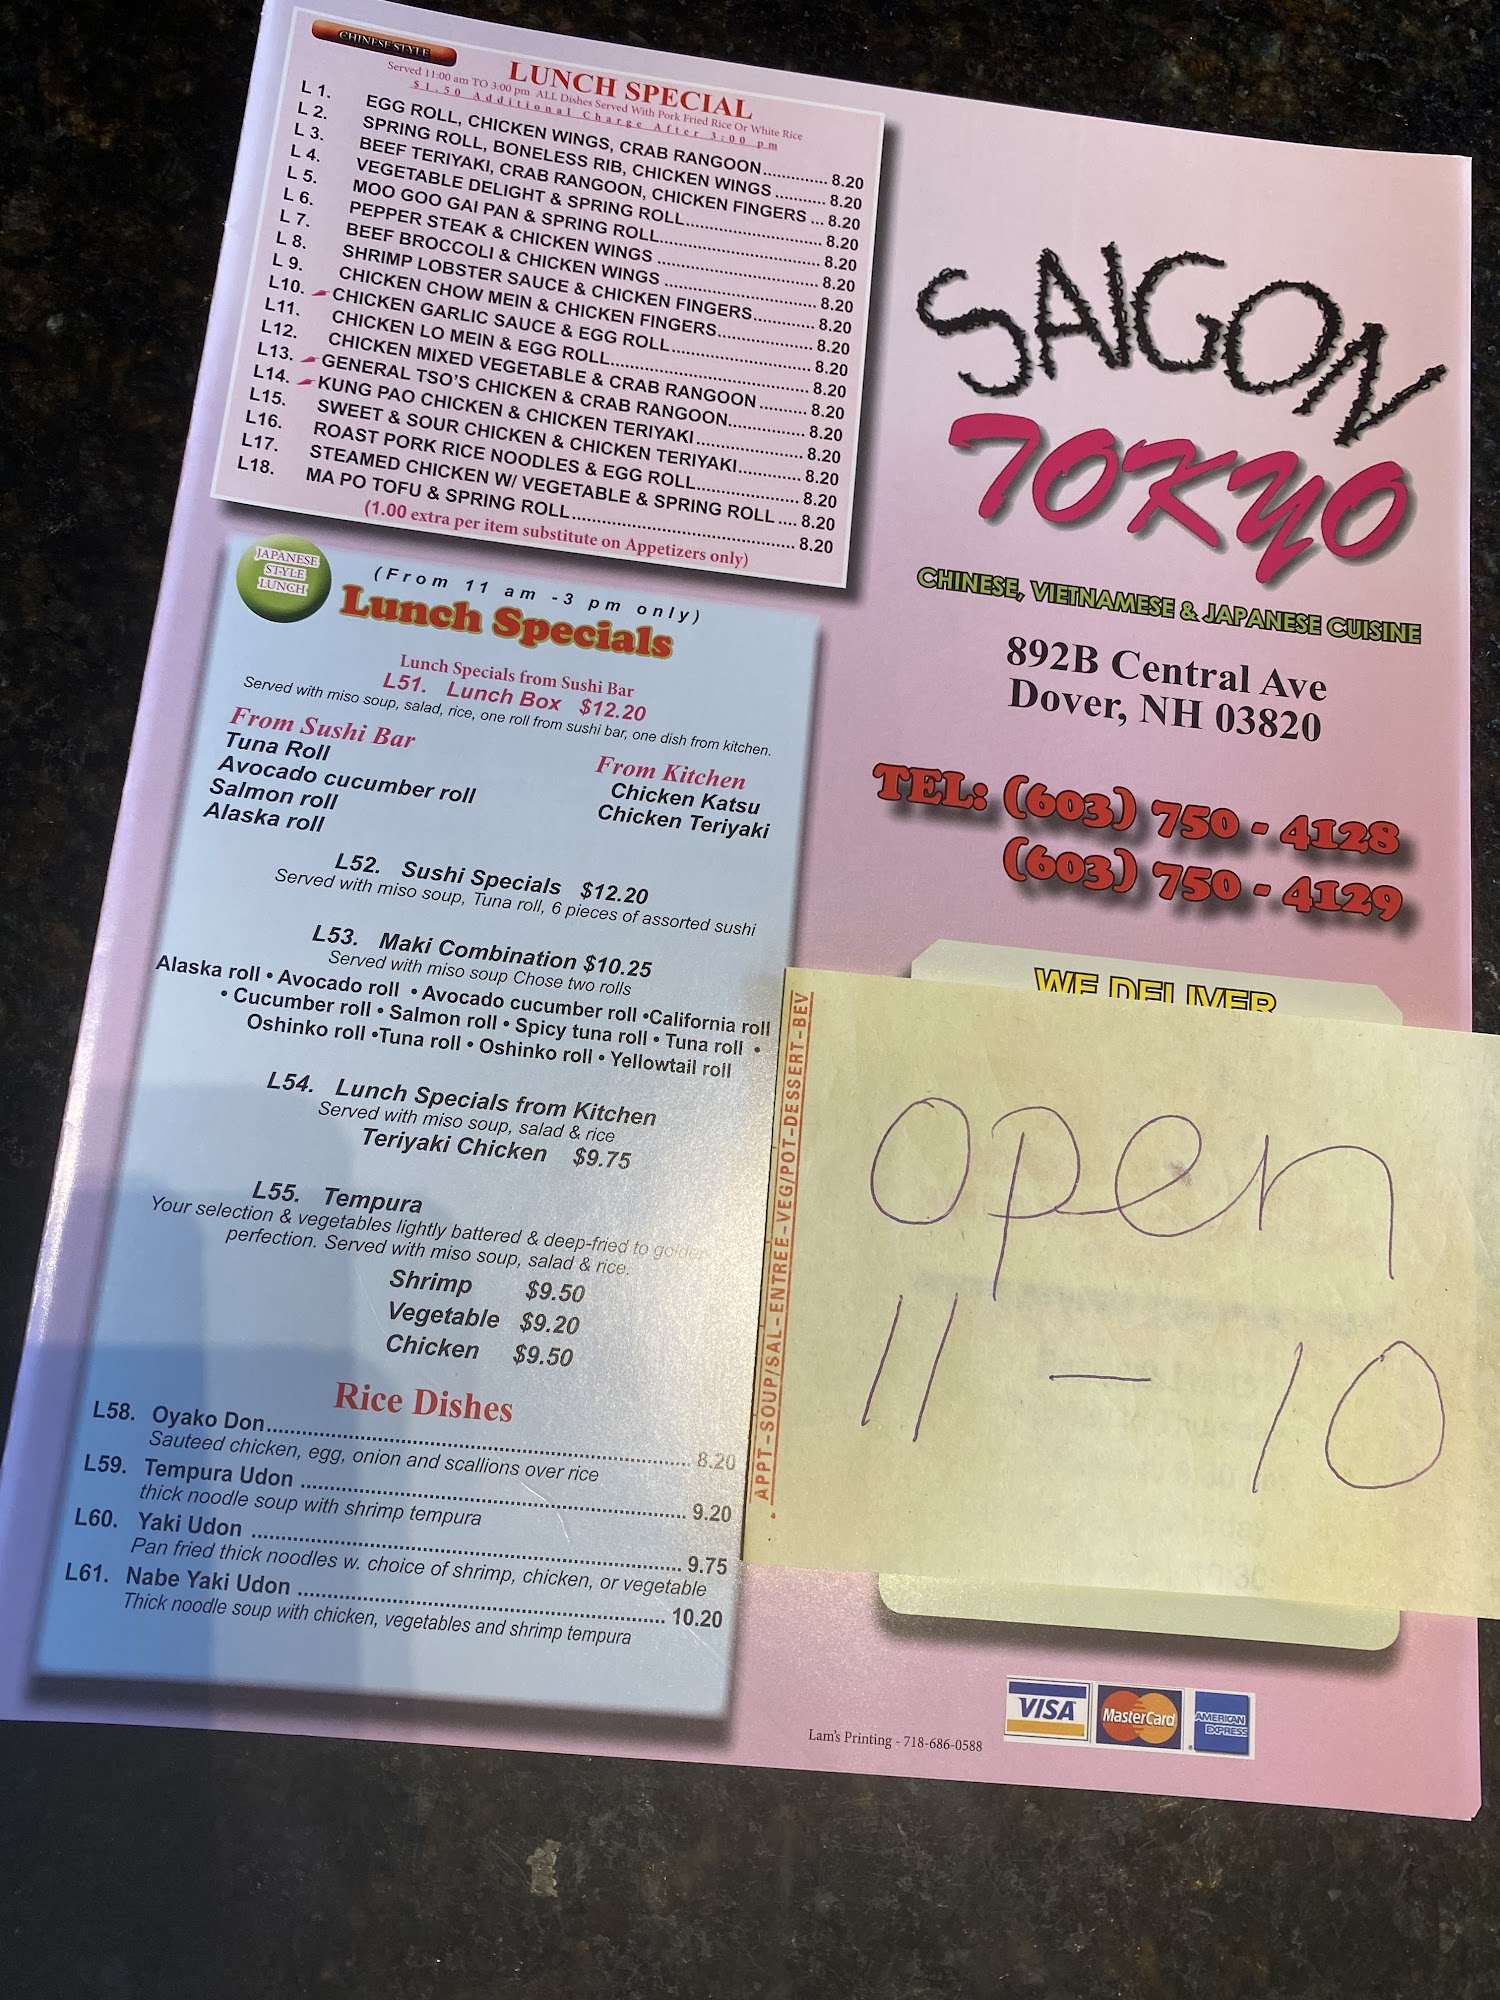 CHINESE STYLE
LUNCH SPECIAL
Served 11:00 am TO 3:00 pm ALL Dishes Served With Pork Fried Rice Or White Rice
$1.50 Additional Charge After 3:00 pm
L 1. EGG ROLL, CHICKEN WINGS, CRAB RANGOON............. 8.20
L 2. SPRING ROLL, BONELESS RIB, CHICKEN WINGS ........... 8.20
L 3. BEEF TERIYAKI, CRAB RANGOON, CHICKEN FINGERS ... 8.20
L 4. VEGETABLE DELIGHT & SPRING ROLL............................ 8.20
L 5. MOO GOO GAI PAN & SPRING ROLL................................ 8.20
L 6. PEPPER STEAK & CHICKEN WINGS ................................. 8.20
L 7. BEEF BROCCOLI & CHICKEN WINGS ................................ 8.20
L 8. SHRIMP LOBSTER SAUCE & CHICKEN FINGERS............ 8.20
L 9. CHICKEN CHOW MEIN & CHICKEN FINGERS................... 8.20
L10. CHICKEN GARLIC SAUCE & EGG ROLL............................ 8.20
L11. CHICKEN LO MEIN & EGG ROLL........................................ 8.20
L12. CHICKEN MIXED VEGETABLE & CRAB RANGOON ......... 8.20
L13. GENERAL TSO'S CHICKEN & CRAB RANGOON............... 8.20
L14. KUNG PAO CHICKEN & CHICKEN TERIYAKI...................... 8.20
L15. SWEET & SOUR CHICKEN & CHICKEN TERIYAKI............. 8.20
L16. ROAST PORK RICE NOODLES & EGG ROLL..................... 8.20
L17. STEAMED CHICKEN W/ VEGETABLE & SPRING ROLL .... 8.20
L18. MA PO TOFU & SPRING ROLL............................................ 8.20
(1.00 extra per item substitute on Appetizers only)
JAPANESE
STYLE
LUNCH
(From 11 am -3 pm only)
Lunch Specials
Lunch Specials from Sushi Bar
L51. Lunch Box $12.20
Served with miso soup, salad, rice, one roll from sushi bar, one dish from kitchen.
From Sushi Bar
Tuna Roll
Avocado cucumber roll
Salmon roll
Alaska roll
From Kitchen
Chicken Katsu
Chicken Teriyaki
L52. Sushi Specials $12.20
Served with miso soup, Tuna roll, 6 pieces of assorted sushi
L53. Maki Combination $10.25
Served with miso soup Chose two rolls
Alaska roll • Avocado roll • Avocado cucumber roll •California roll
• Cucumber roll • Salmon roll • Spicy tuna roll • Tuna roll •
Oshinko roll •Tuna roll • Oshinko roll • Yellowtail roll
L54. Lunch Specials from Kitchen
Served with miso soup, salad & rice
Teriyaki Chicken $9.75
L55. Tempura
Your selection & vegetables lightly battered & deep-fried to golden
perfection. Served with miso soup, salad & rice.
Shrimp $9.50
Vegetable $9.20
Chicken $9.50
Rice Dishes
L58. Oyako Don.................................................................. 8.20
Sauteed chicken, egg, onion and scallions over rice
L59. Tempura Udon ............................................................ 9.20
thick noodle soup with shrimp tempura
L60. Yaki Udon .................................................................... 9.75
Pan fried thick noodles w. choice of shrimp, chicken, or vegetable
L61. Nabe Yaki Udon ......................................................... 10.20
Thick noodle soup with chicken, vegetables and shrimp tempura
SAIGON
TOKYO
CHINESE, VIETNAMESE & JAPANESE CUISINE
892B Central Ave
Dover, NH 03820
TEL: (603) 750 - 4128
(603) 750 - 4129
WE DELIVER
APPT-SOUP/SAL-ENTREE-VEG/POT-DESSERT-BEV
open
11 - 10
Lam's Printing - 718-686-0588
VISA
MasterCard
AMERICAN
EXPRESS